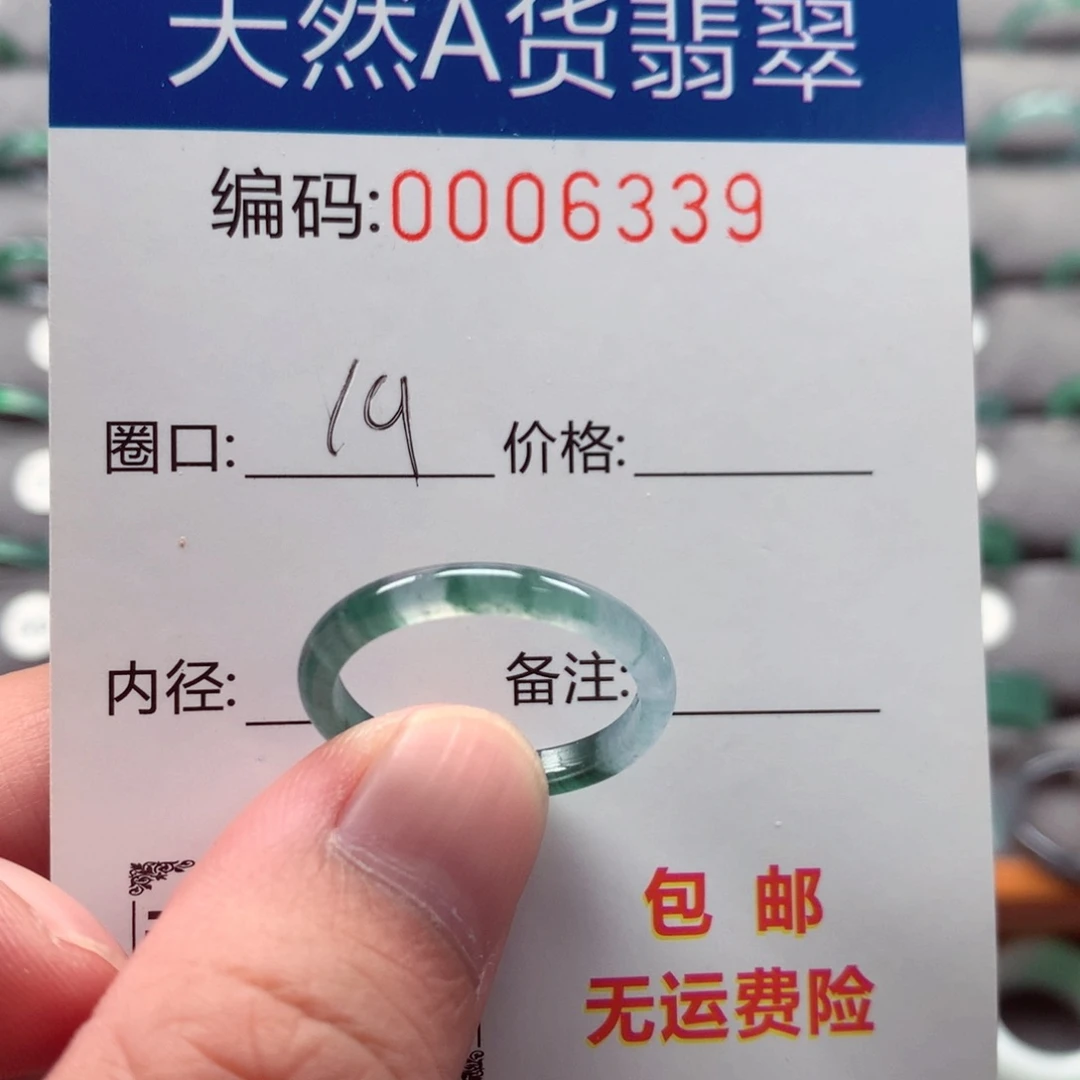 天然A货翡翠
编码:0006339
圈口: 19 价格:
内径: 备注:
包 邮
无运费险